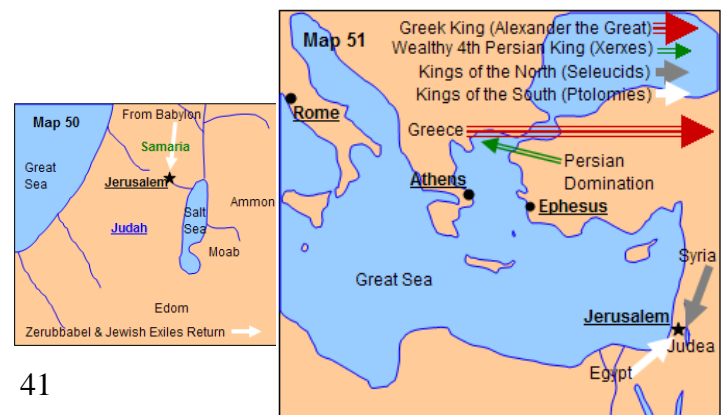 Map 50
From Babylon
Samaria
Great
Sea
Jerusalem
Salt
Sea
Ammon
Judah
Moab
Edom
Zerubbabel & Jewish Exiles Return
Map 51
Greek King (Alexander the Great)
Wealthy 4th Persian King (Xerxes)
Kings of the North (Seleucids)
Kings of the South (Ptolomies)
Rome
Greece
Persian
Domination
Athens
Ephesus
Great Sea
Syria
Jerusalem
Judea
Egypt
41